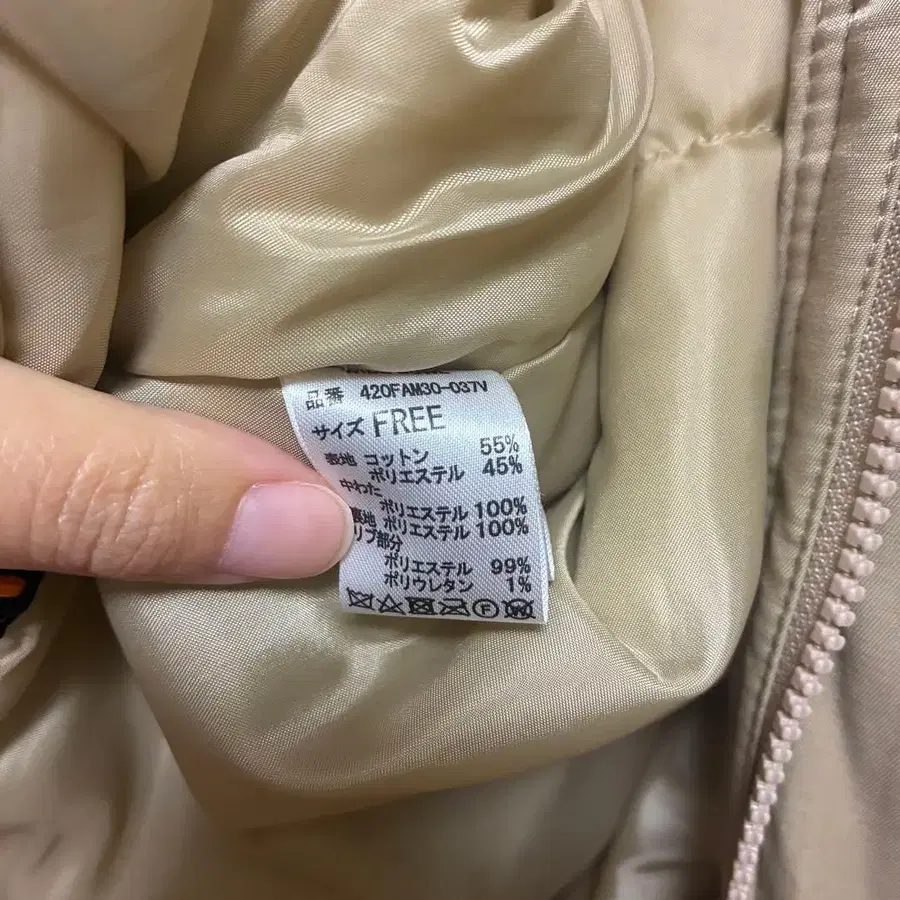 品番 420FAM30-037V
サイズ FREE
表地 コットン 55%
ポリエステル 45%
中わた
ポリエステル 100%
裏地 ポリエステル 100%
リブ部分
ポリエステル 99%
ポリウレタン 1%
F W